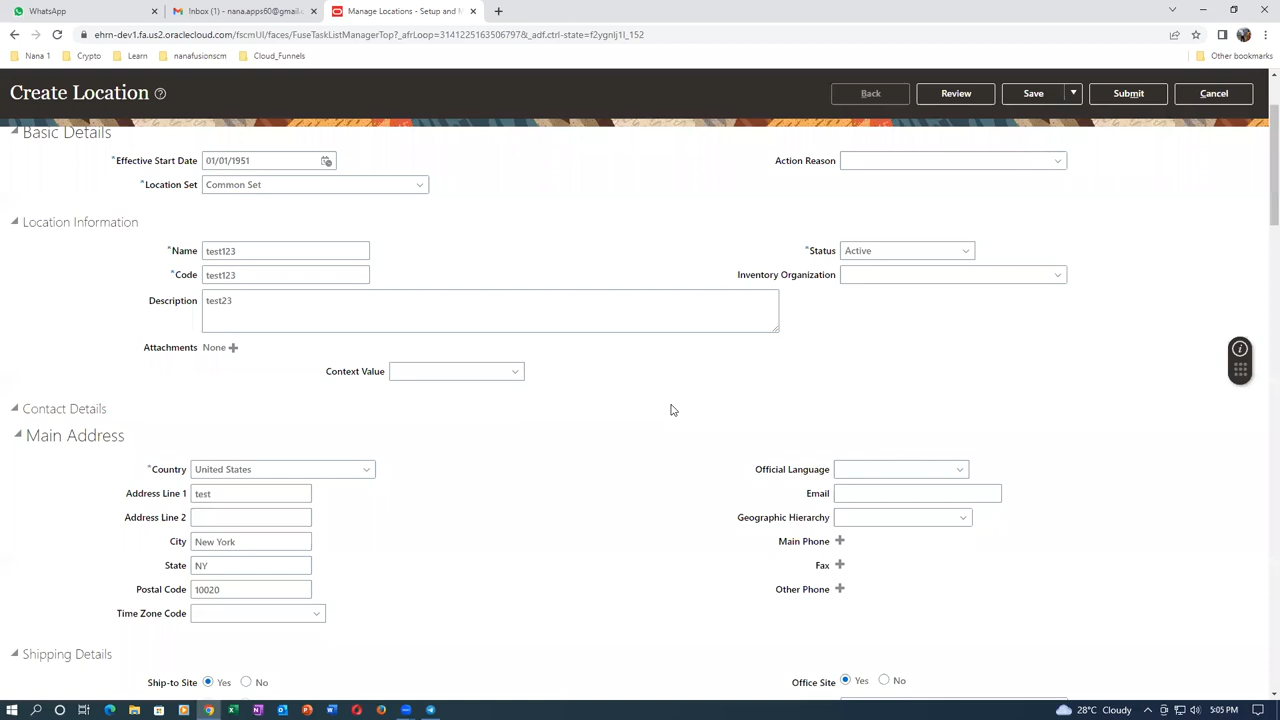 WhatsApp
Inbox (1) - nana.apps60@gmail.c
Manage Locations - Setup and M
ehrm-dev1.fa.us2.oraclecloud.com/fscmUI/faces/FuseTaskListManagerTop?_afrLoop=3141225163506797&_adf.ctrl-state=f2ygnlj1l_152
Nana 1
Crypto
Learn
nanafusionscm
Cloud_Funnels
Other bookmarks
Create Location
Back
Review
Save
Submit
Cancel
Basic Details
*Effective Start Date 01/01/1951
Action Reason
*Location Set Common Set
Location Information
*Name test123
*Status Active
*Code test123
Inventory Organization
Description test23
Attachments None
Context Value
Contact Details
Main Address
*Country United States
Official Language
Address Line 1 test
Email
Address Line 2
Geographic Hierarchy
City New York
Main Phone
State NY
Fax
Postal Code 10020
Other Phone
Time Zone Code
Shipping Details
Ship-to Site Yes No
Office Site Yes No
28°C Cloudy
5:05 PM